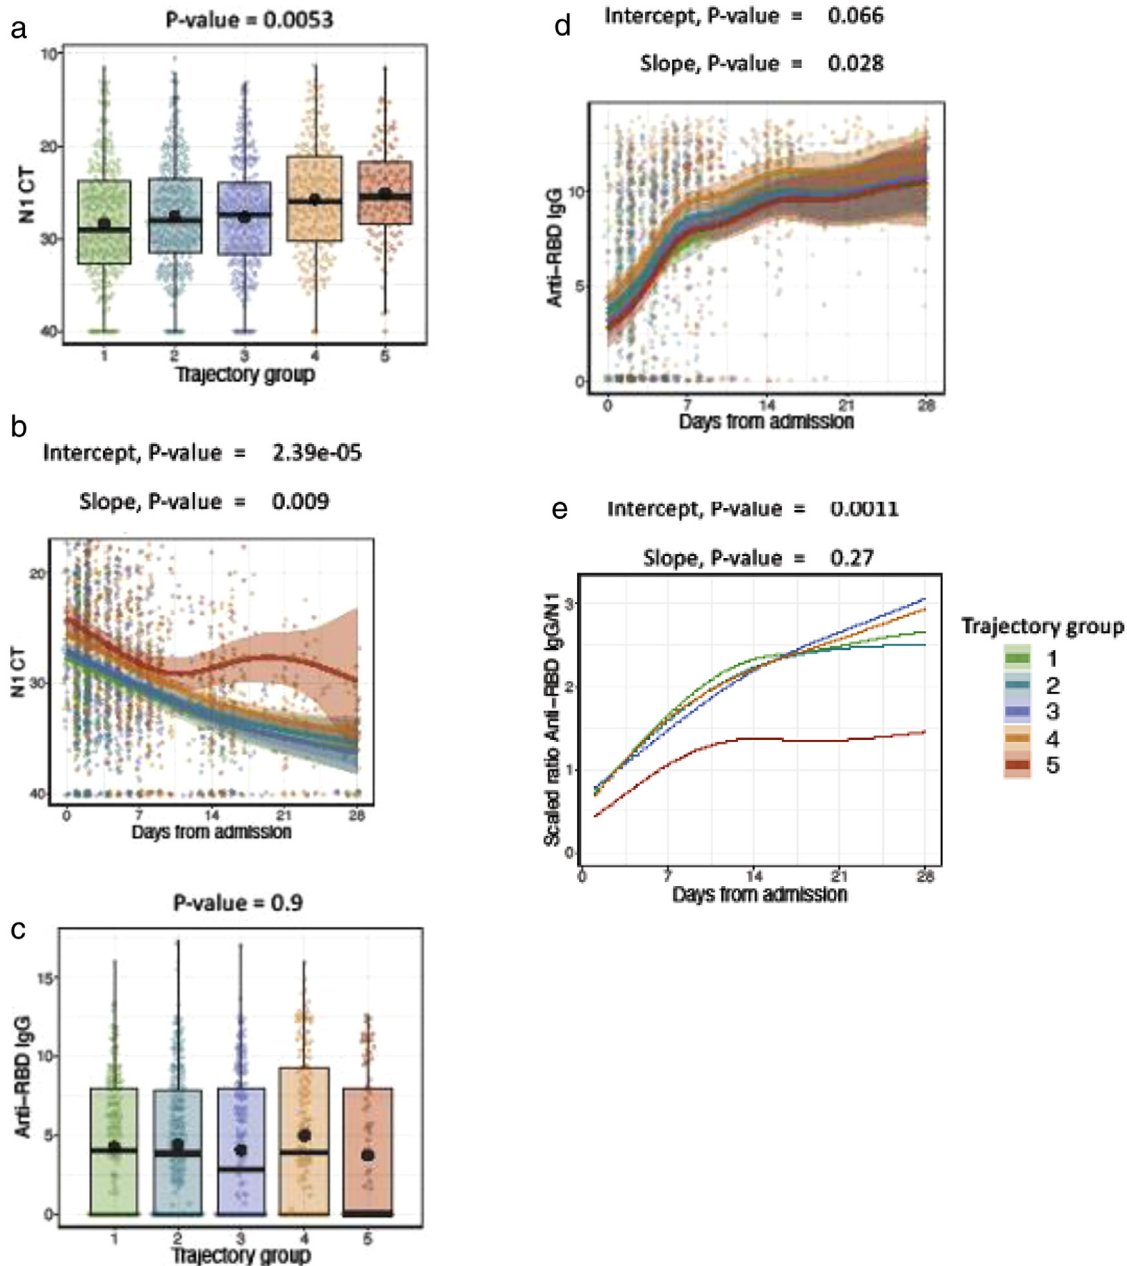 a
P-value = 0.0053
N1 CT
10
20
30
40
1 2 3 4 5
Trajectory group
b
Intercept, P-value = 2.39e-05
Slope, P-value = 0.009
N1 CT
20
30
40
0 7 14 21 28
Days from admission
c
P-value = 0.9
Anti-RBD IgG
15
10
5
0
1 2 3 4 5
Trajectory group
d
Intercept, P-value = 0.066
Slope, P-value = 0.028
Anti-RBD IgG
10
5
0
0 7 14 21 28
Days from admission
e
Intercept, P-value = 0.0011
Slope, P-value = 0.27
Scaled ratio Anti-RBD IgG/N1
3
2
1
0
0 7 14 21 28
Days from admission
Trajectory group
1
2
3
4
5